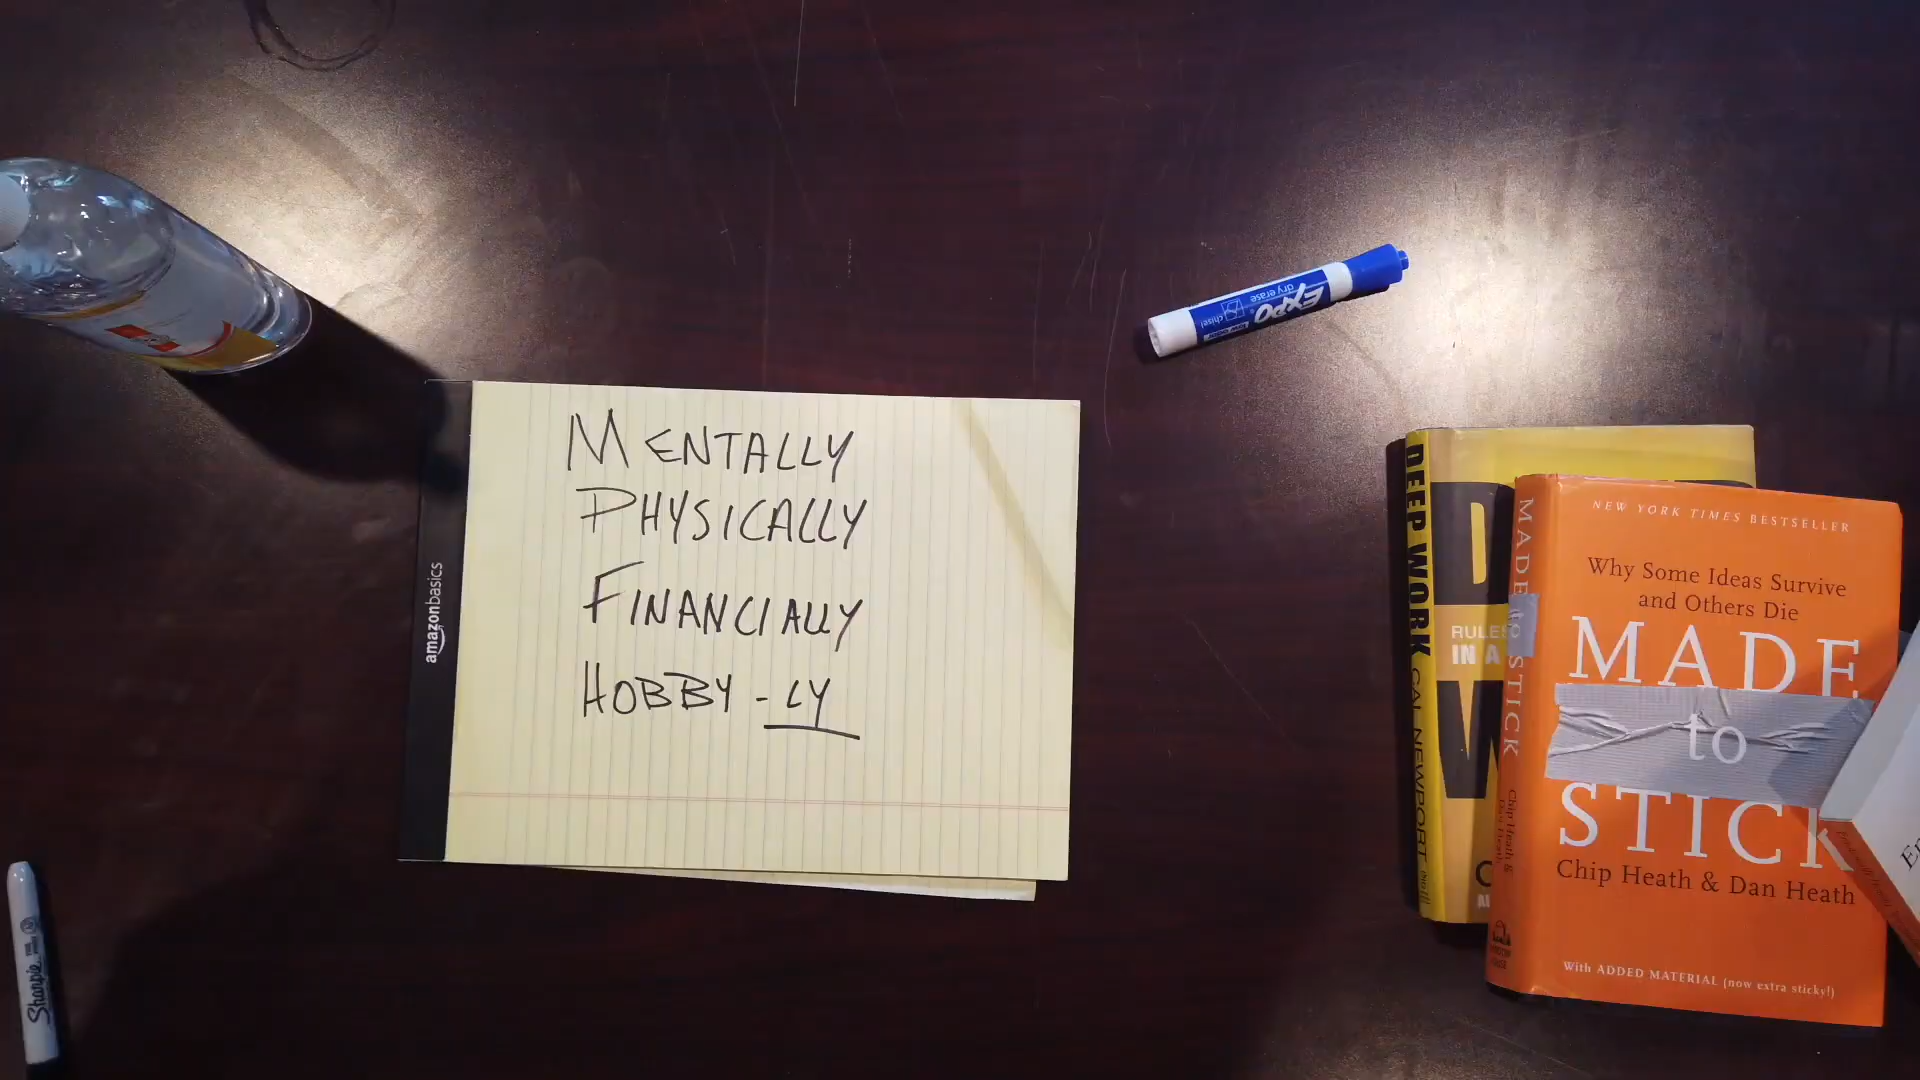 MENTALLY
PHYSICALLY
FINANCIALLY
HOBBY - LY
amazonbasics
EXPO
dry erase
chisel
low odor
Sharpie
DEEP WORK CAL NEWPORT
D
RULES
IN A
W
MADE to STICK
Chip Heath &
Dan Heath
NEW YORK TIMES BESTSELLER
Why Some Ideas Survive
and Others Die
MADE
to
STICK
Chip Heath & Dan Heath
With ADDED MATERIAL (now extra sticky!)